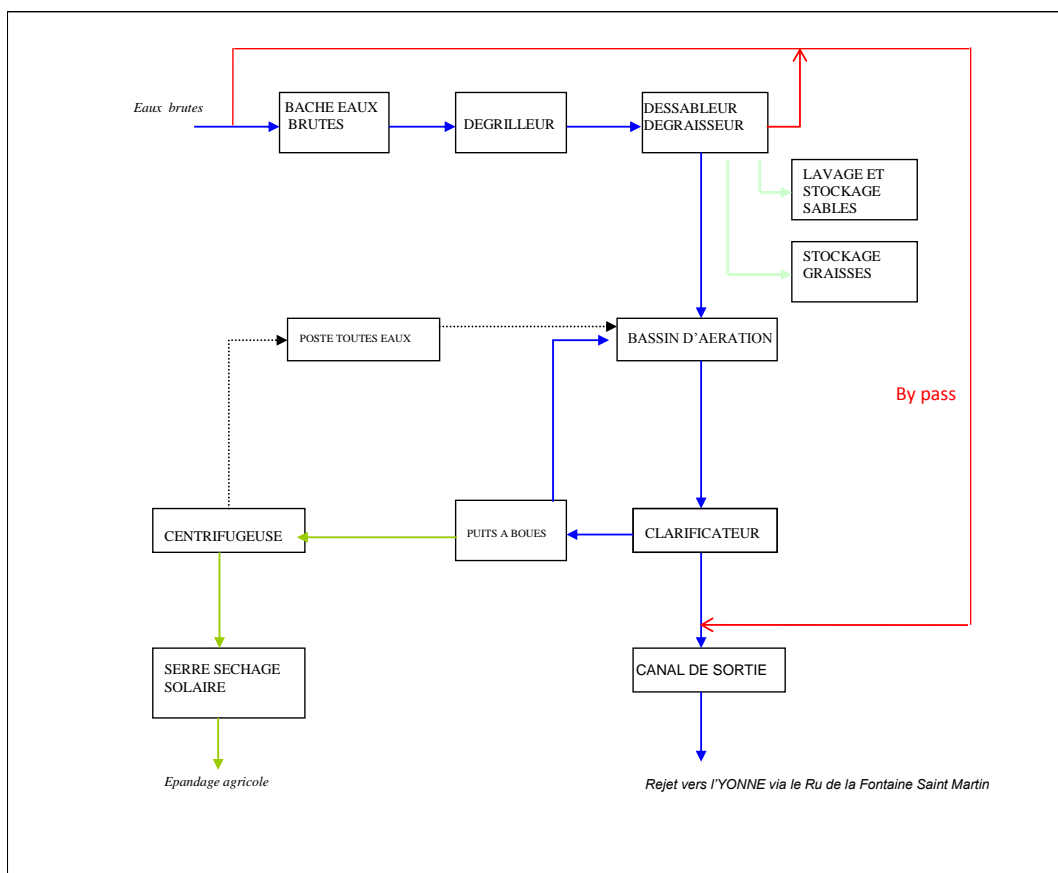 Eaux brutes
BACHE EAUX
BRUTES
DEGRILLEUR
DESSABLEUR
DEGRAISSEUR
LAVAGE ET
STOCKAGE
SABLES
STOCKAGE
GRAISSES
POSTE TOUTES EAUX
BASSIN D'AERATION
By pass
CENTRIFUGEUSE
PUITS A BOUES
CLARIFICATEUR
SERRE SECHAGE
SOLAIRE
CANAL DE SORTIE
Epandage agricole
Rejet vers l'YONNE via le Ru de la Fontaine Saint Martin